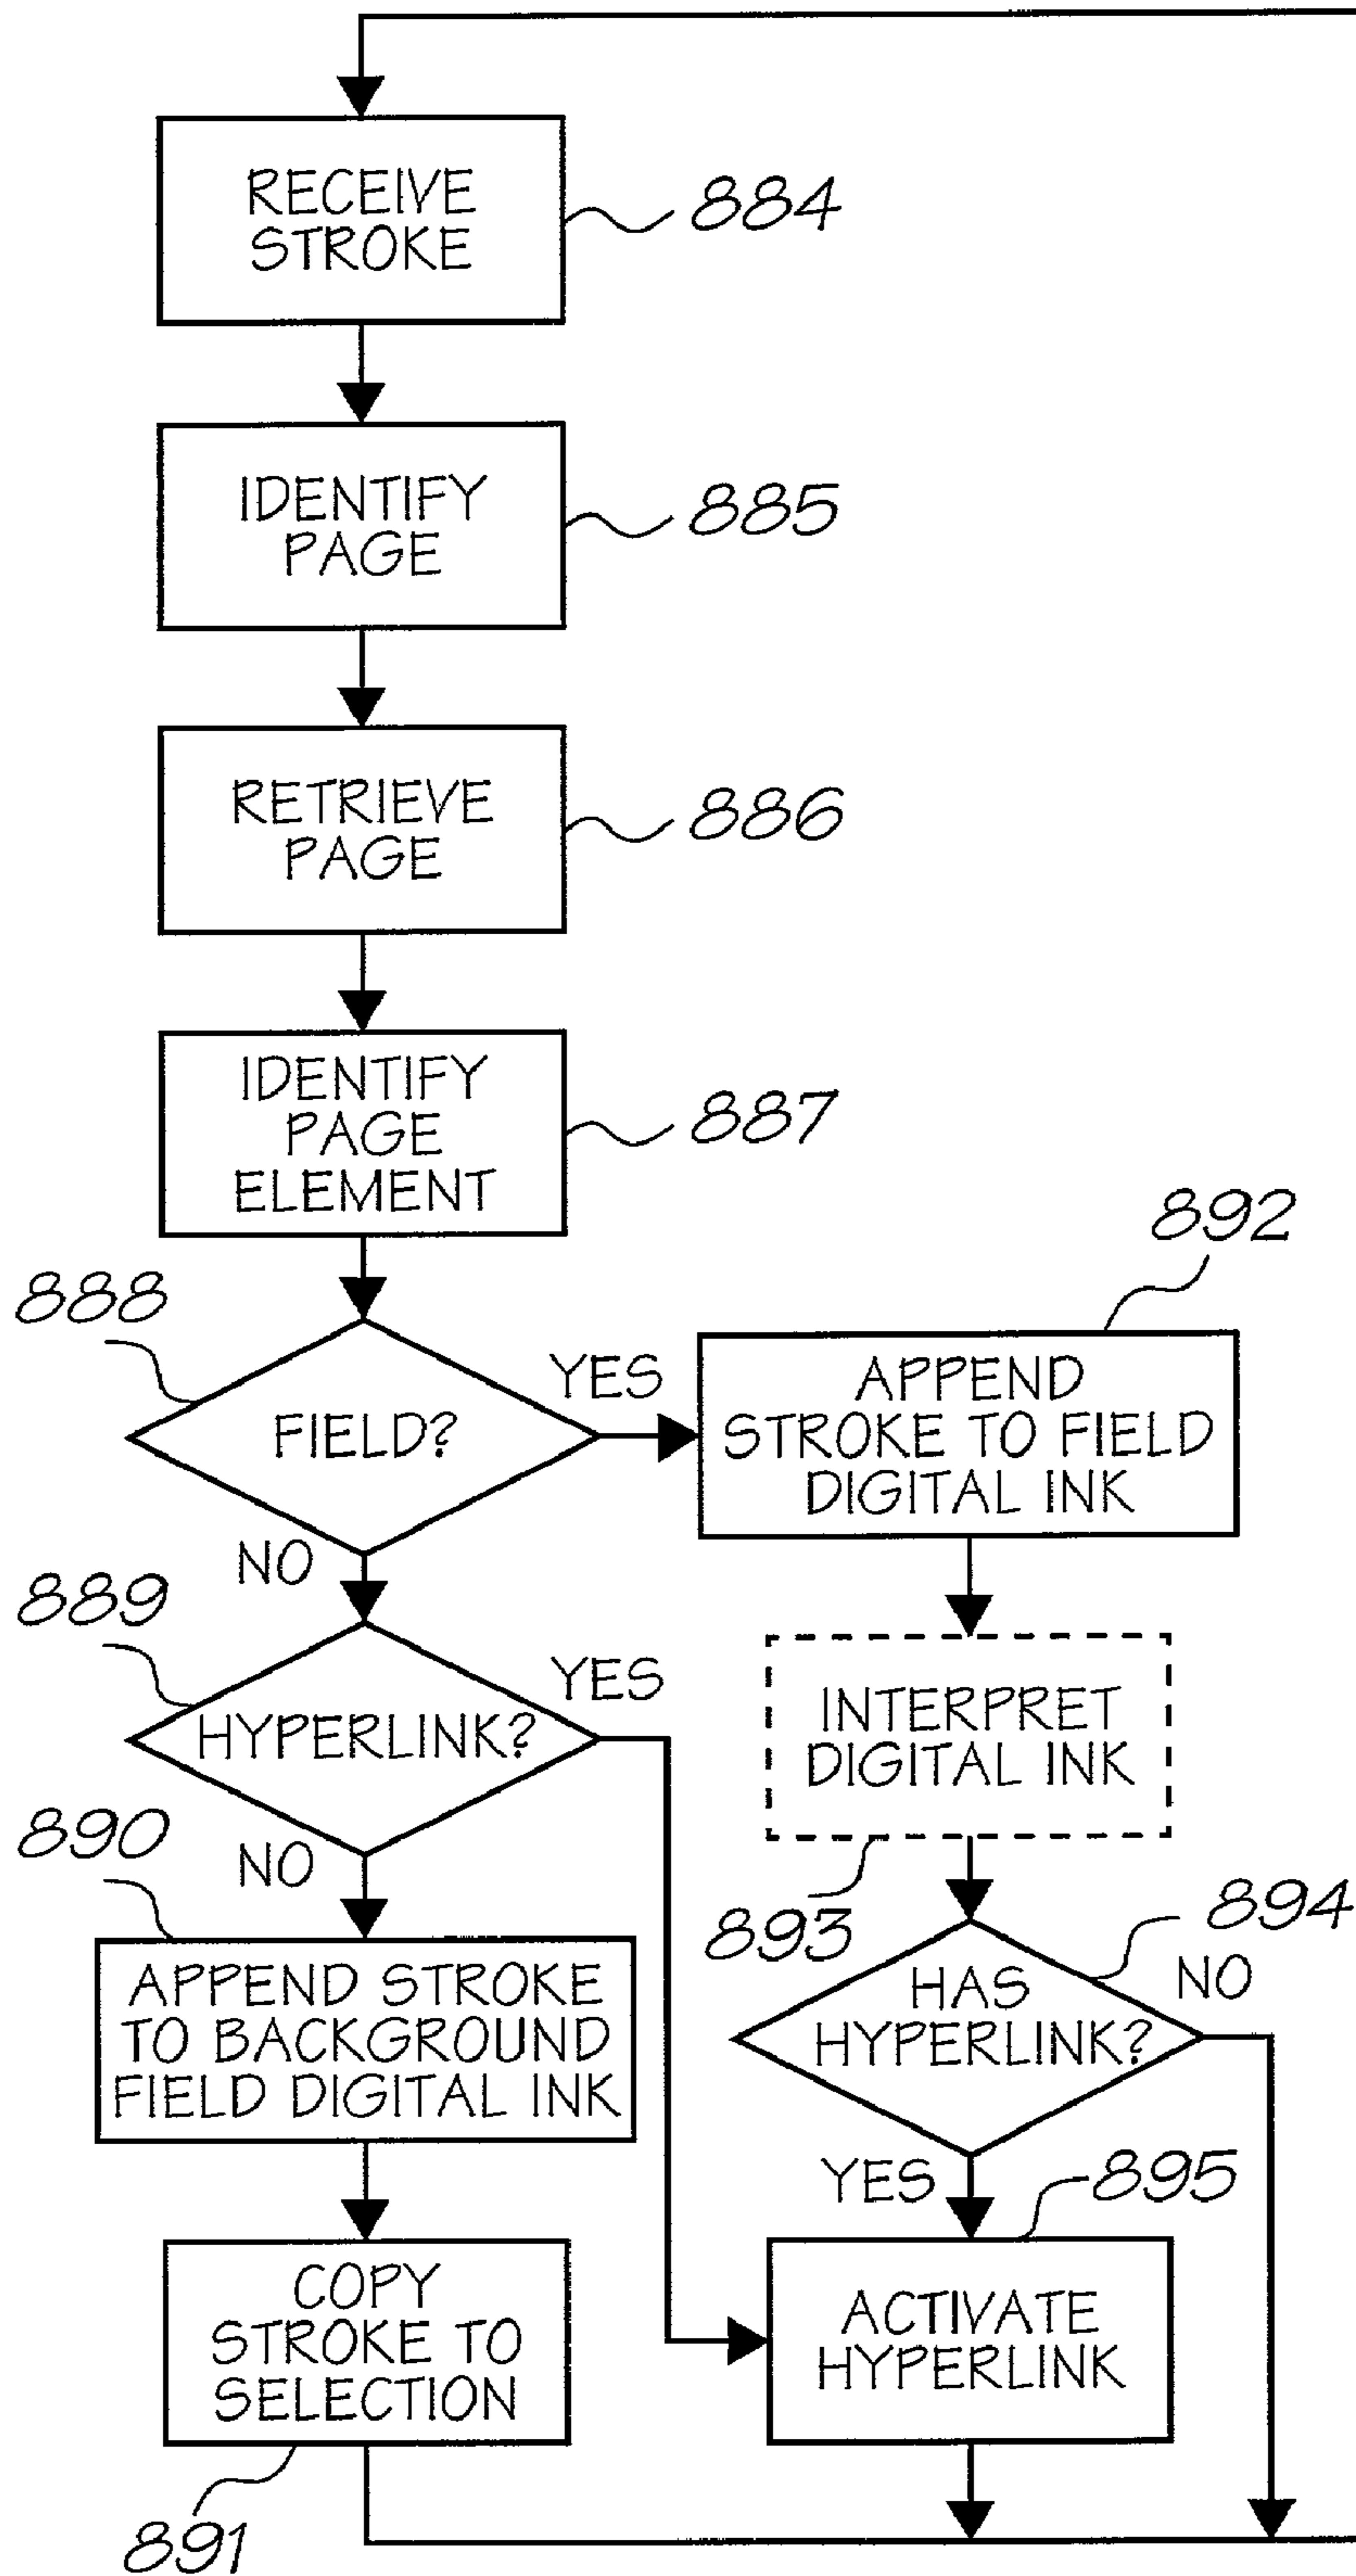 RECEIVE
STROKE
884
IDENTIFY
PAGE
885
RETRIEVE
PAGE
886
IDENTIFY
PAGE
ELEMENT
887
892
888
FIELD?
YES
NO
APPEND
STROKE TO FIELD
DIGITAL INK
889
HYPERLINK?
YES
NO
INTERPRET
DIGITAL INK
893
890
894
HAS
HYPERLINK?
NO
YES
APPEND STROKE
TO BACKGROUND
FIELD DIGITAL INK
895
COPY
STROKE TO
SELECTION
891
ACTIVATE
HYPERLINK